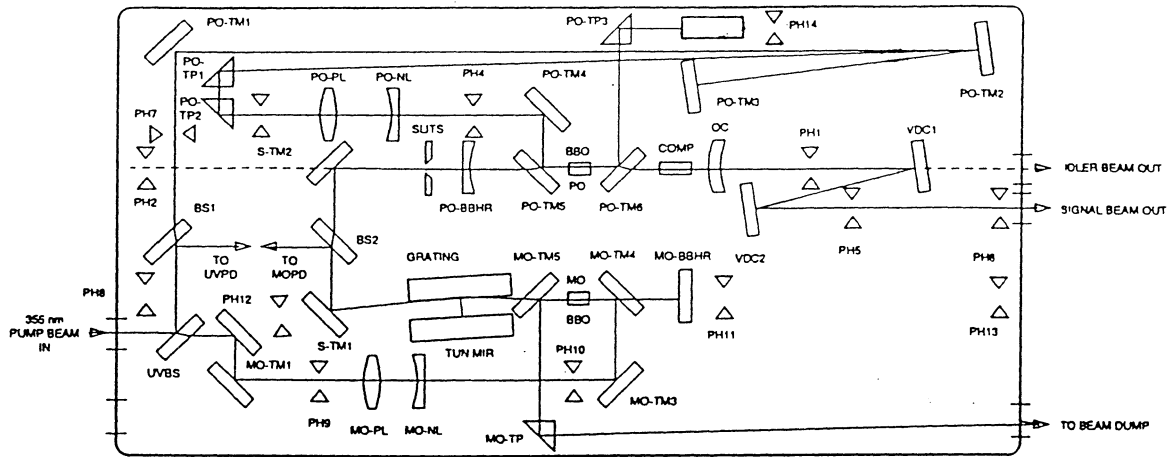 PO-TM1
PO-TP3
PH14
PO-
TP1
PO-PL
PO-NL
PH4
PO-TM4
PO-TM3
PO-TM2
PO-
TP2
PH7
S-TM2
SLITS
BBO
COMP
OC
PH1
VDC1
IDLER BEAM OUT
PH2
PO-BBHR
PO
PO-TM5
PO-TM6
SIGNAL BEAM OUT
BS1
BS2
VDC2
PH5
PH6
TO
UVPD
TO
MOPD
GRATING
MO-TM5
MO-TM4
MO-BBHR
PH8
PH12
MO
BBO
355 nm
PUMP BEAM
IN
S-TM1
PH11
PH13
UVBS
MO-TM1
TUN MIR
PH10
PH9
MO-PL
MO-NL
MO-TM3
MO-TP
TO BEAM DUMP